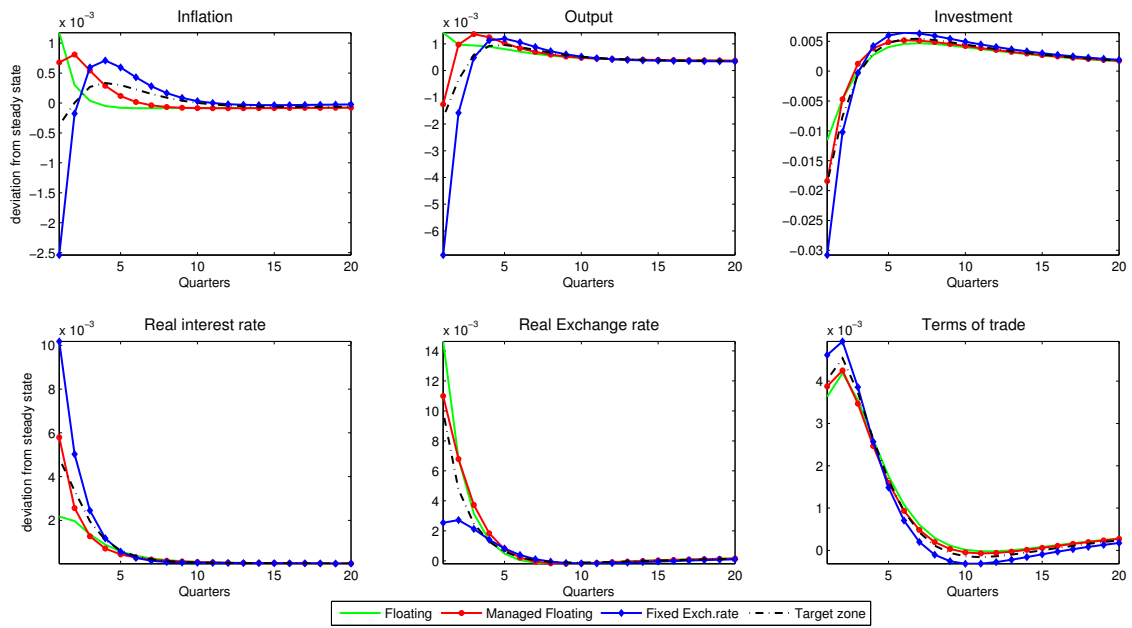 Inflation
x 10^-3
1
0.5
0
−0.5
−1
−1.5
−2
−2.5
5 10 15 20
Quarters
deviation from steady state
Output
x 10^-3
1
0
−1
−2
−3
−4
−5
−6
5 10 15 20
Quarters
Investment
0.005
0
−0.005
−0.01
−0.015
−0.02
−0.025
−0.03
5 10 15 20
Quarters
Real interest rate
x 10^-3
10
8
6
4
2
5 10 15 20
Quarters
deviation from steady state
Real Exchange rate
x 10^-3
14
12
10
8
6
4
2
0
5 10 15 20
Quarters
Terms of trade
x 10^-3
4
3
2
1
0
5 10 15 20
Quarters
Floating Managed Floating Fixed Exch.rate Target zone